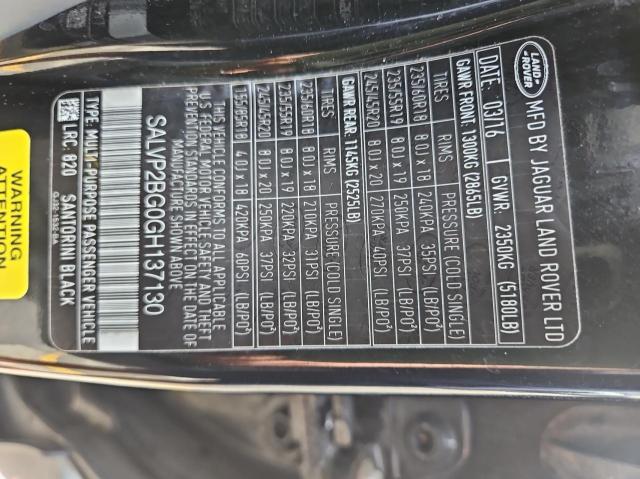 LAND-
ROVER
MFD BY JAGUAR LAND ROVER LTD
DATE: 03/16 GVWR: 2350KG (5180LB)
GAWR FRONT 1300KG (2865LB)
TIRES RIMS PRESSURE (COLD SINGLE)
235/60R18 8.0J x 18 240KPA 35PSI (LB/PO²)
235/55R19 8.0J x 19 250KPA 37PSI (LB/PO²)
245/45R20 8.0J x 20 270KPA 40PSI (LB/PO²)
GAWR REAR: 1145KG (2525LB)
TIRES RIMS PRESSURE (COLD SINGLE)
235/60R18 8.0J x 18 210KPA 31PSI (LB/PO²)
235/55R19 8.0J x 19 220KPA 32PSI (LB/PO²)
245/45R20 8.0J x 20 250KPA 37PSI (LB/PO²)
155/85R18 4.0J x 18 420KPA 60PSI (LB/PO²)
THIS VEHICLE CONFORMS TO ALL APPLICABLE
U.S FEDERAL MOTOR VEHICLE SAFETY AND THEFT
PREVENTION STANDARDS IN EFFECT ON THE DATE OF
MANUFACTURE SHOWN ABOVE
SALVP2BG0GH137130
TYPE: MULTI-PURPOSE PASSENGER VEHICLE
LRC: 820 SANTORINI BLACK
WARNING
ATTENTION